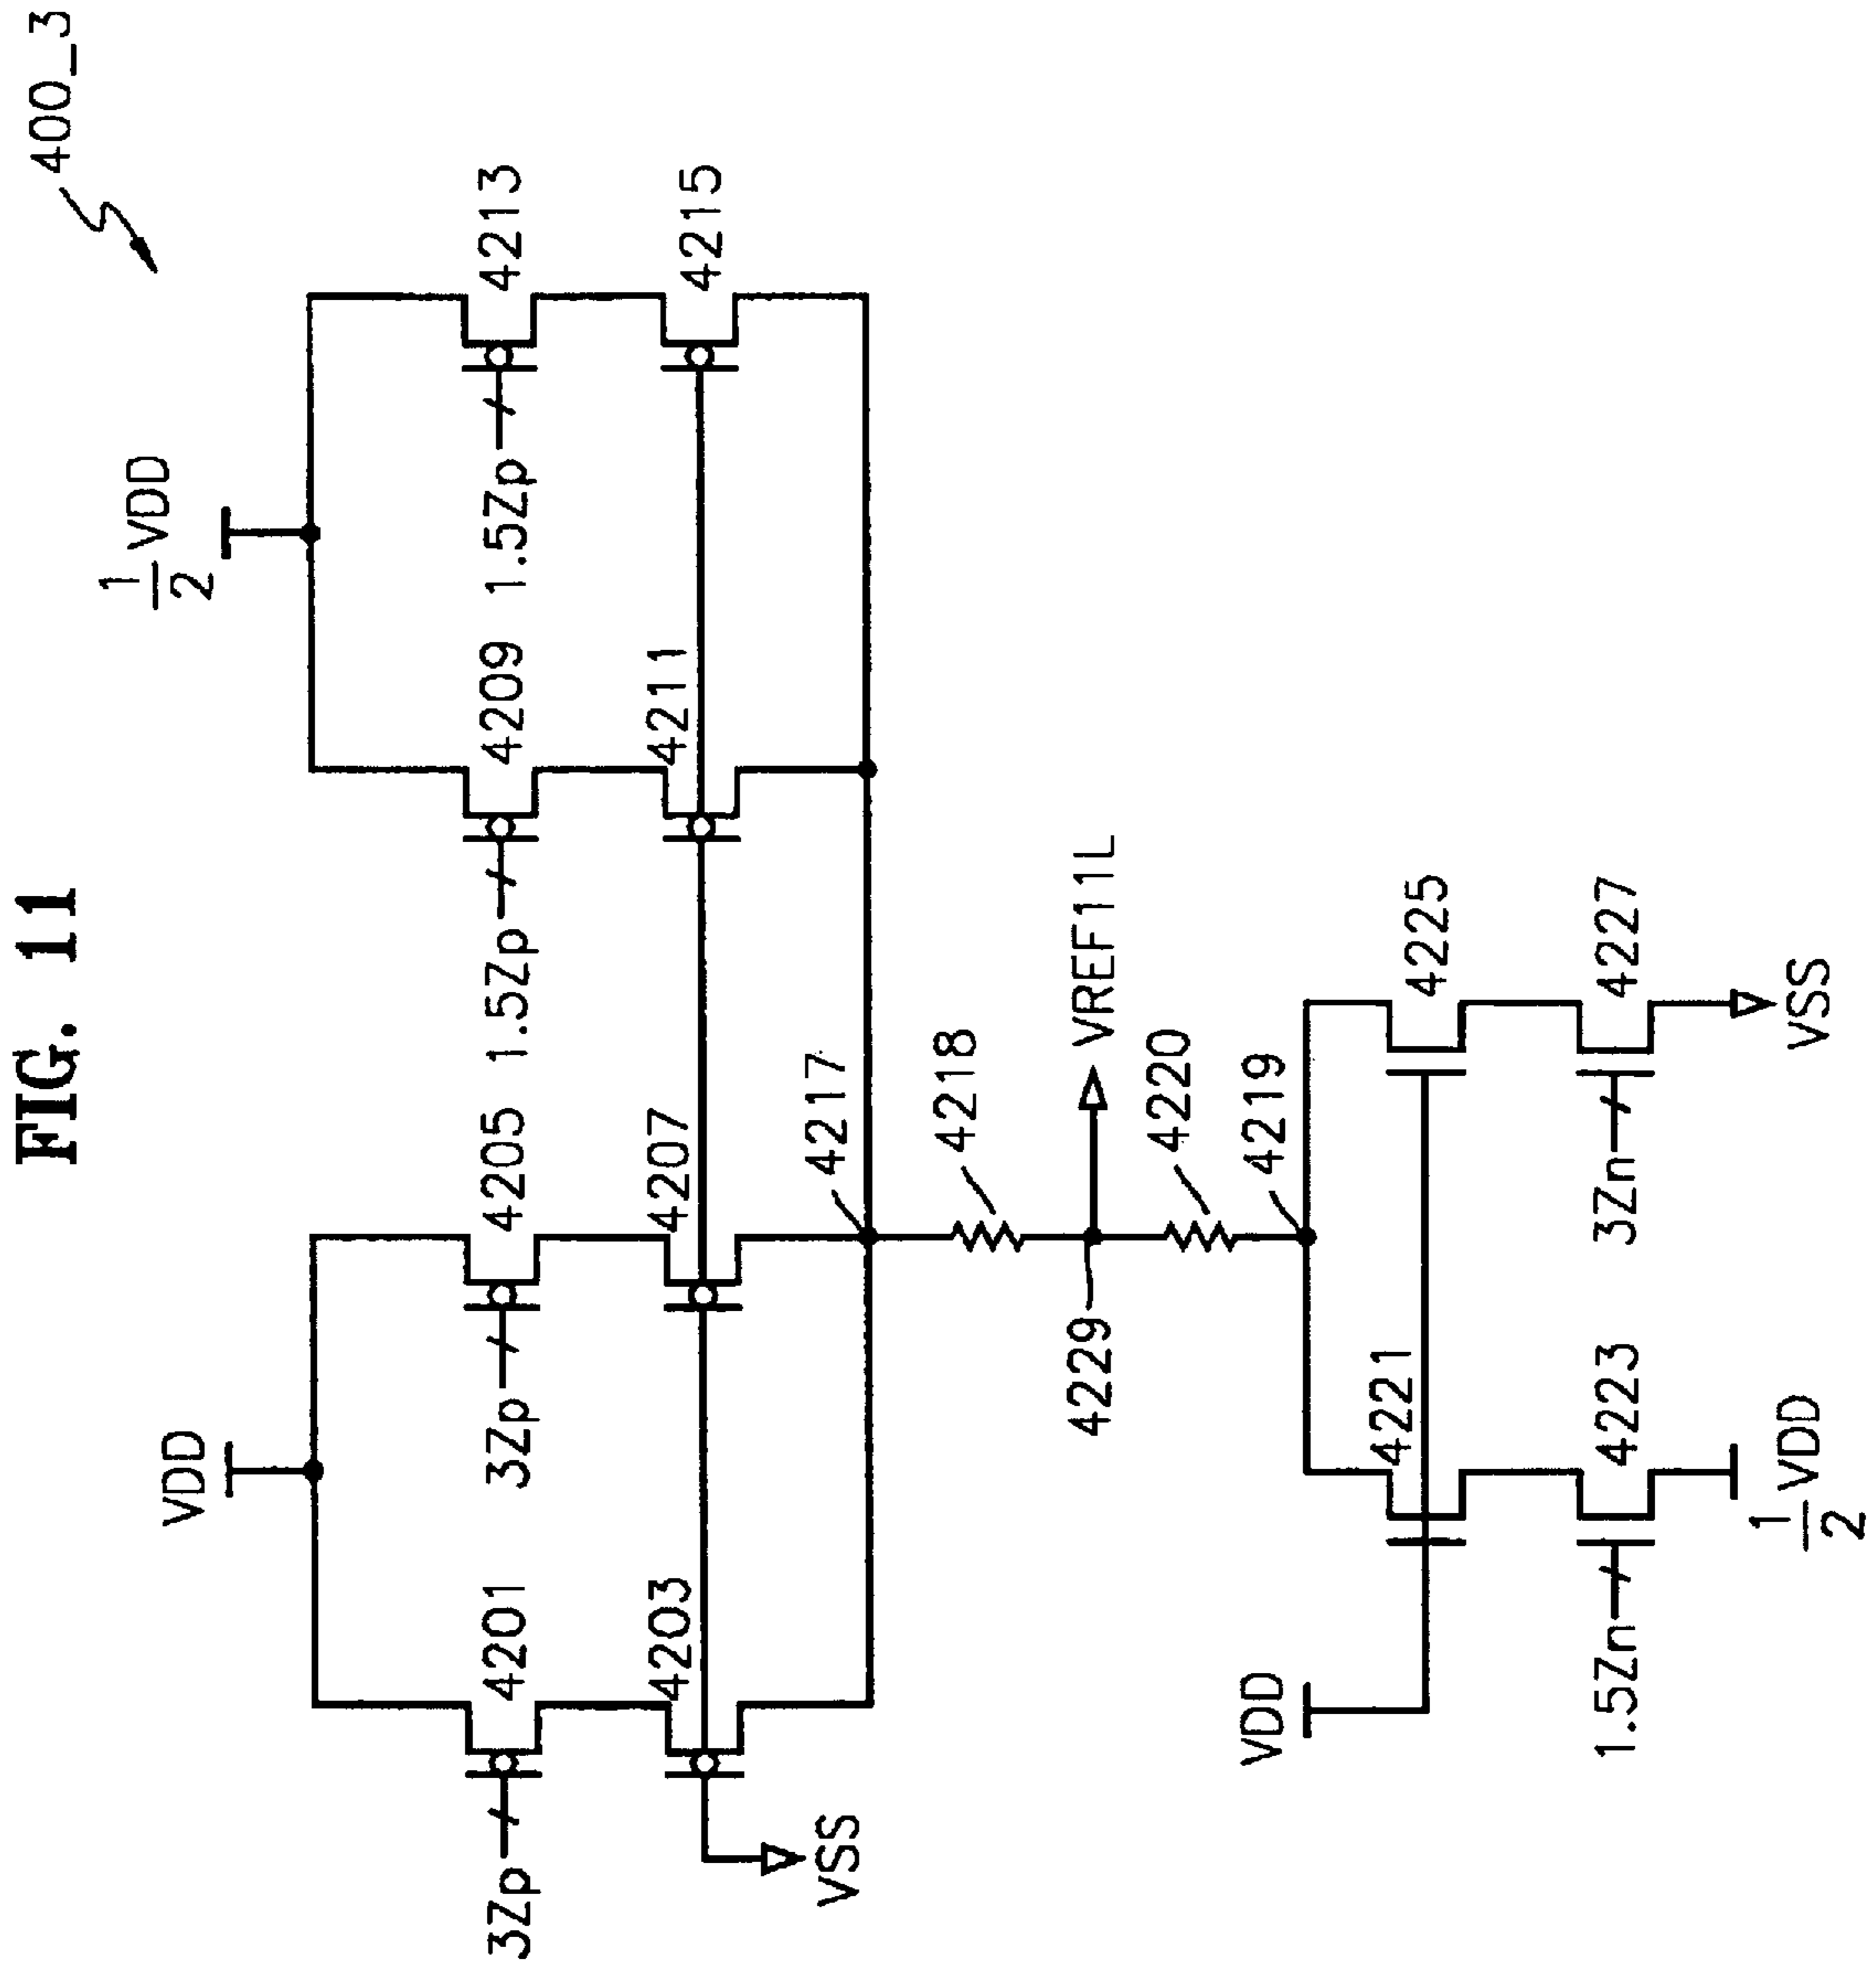 FIG. 11
400_3
VDD
1/2 VDD
3Zp
4201
3Zp
4205
1.5Zp
4209
1.5Zp
4213
4203
4207
4211
4215
VSS
4217
4218
4229
VREF11L
4220
4219
VDD
4221
4225
1.5Zn
4223
3Zn
4227
1/2 VDD
VSS